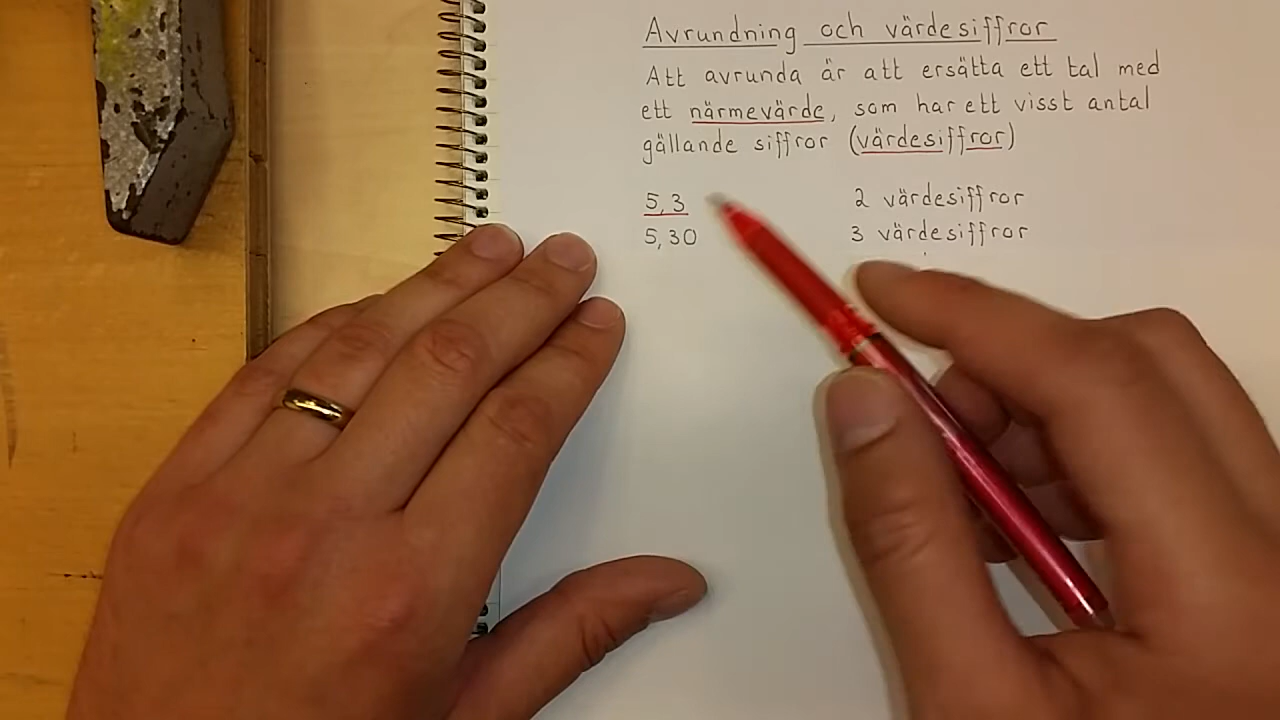 Avrundning och värdesiffror
Att avrunda är att ersätta ett tal med
ett närmevärde, som har ett visst antal
gällande siffror (värdesiffror)
5,3 2 värdesiffror
5,30 3 värdesiffror